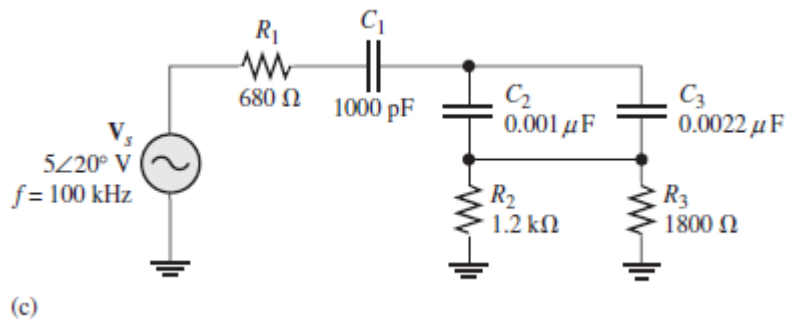 R1
680 Ω
C1
1000 pF
Vs
5∠20° V
f = 100 kHz
C2
0.001 μF
C3
0.0022 μF
R2
1.2 kΩ
R3
1800 Ω
(c)